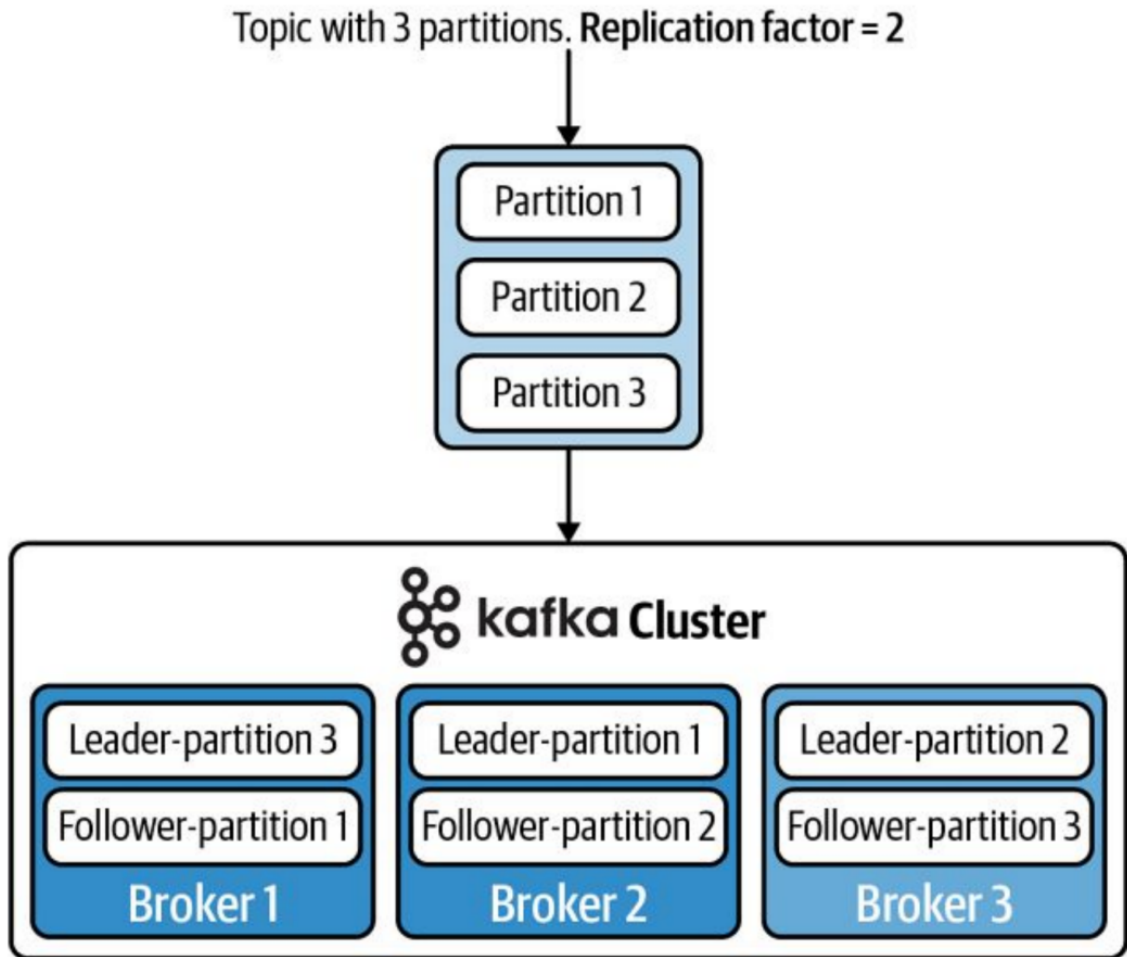 Topic with 3 partitions. Replication factor = 2
Partition 1
Partition 2
Partition 3
kafka Cluster
Leader-partition 3
Follower-partition 1
Broker 1
Leader-partition 1
Follower-partition 2
Broker 2
Leader-partition 2
Follower-partition 3
Broker 3